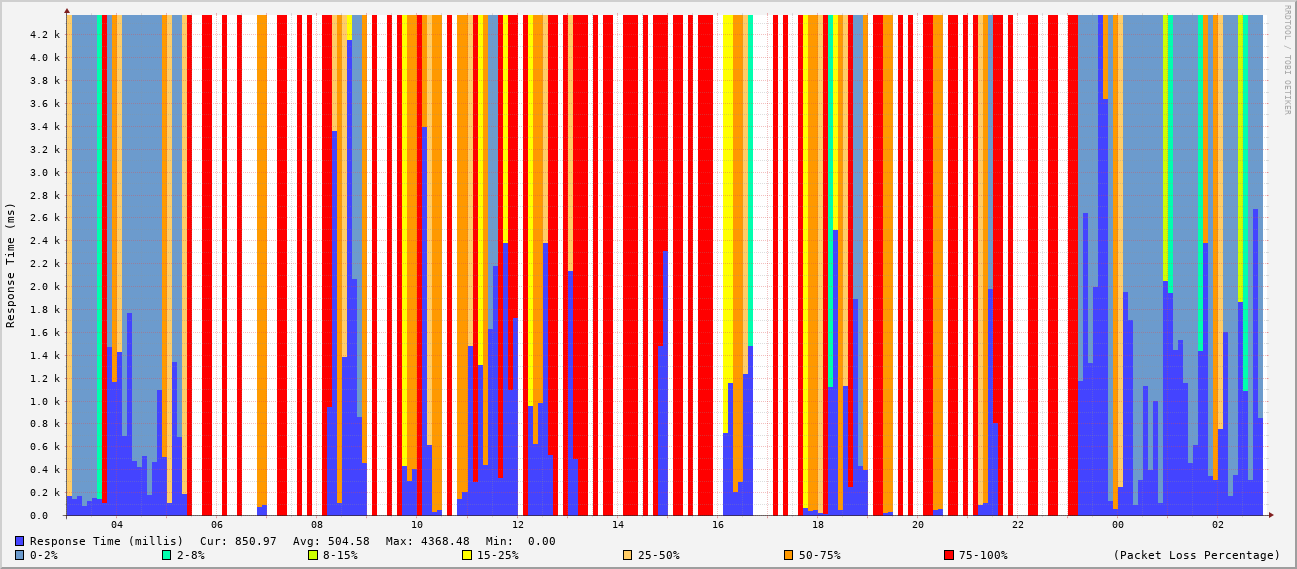 RRDTOOL / TOBI OETIKER
Response Time (ms)
4.2 k
4.0 k
3.8 k
3.6 k
3.4 k
3.2 k
3.0 k
2.8 k
2.6 k
2.4 k
2.2 k
2.0 k
1.8 k
1.6 k
1.4 k
1.2 k
1.0 k
0.8 k
0.6 k
0.4 k
0.2 k
0.0
04 06 08 10 12 14 16 18 20 22 00 02
Response Time (millis) Cur: 850.97 Avg: 504.58 Max: 4368.48 Min: 0.00
0-2% 2-8% 8-15% 15-25% 25-50% 50-75% 75-100% (Packet Loss Percentage)